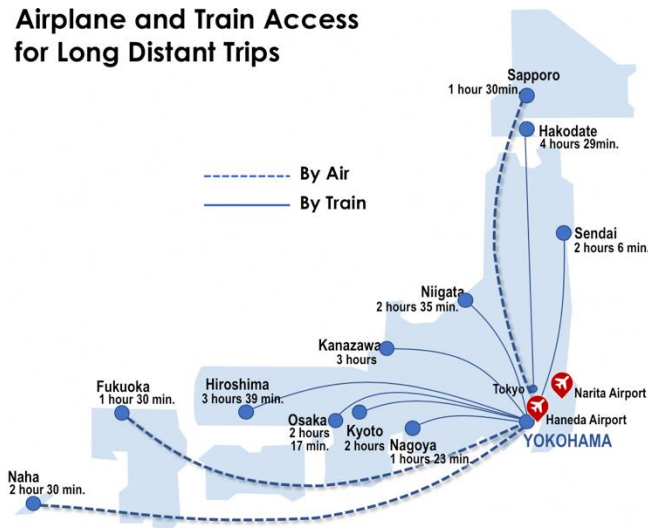 Airplane and Train Access
for Long Distant Trips
Sapporo
1 hour 30min.
Hakodate
4 hours 29min.
By Air
By Train
Sendai
2 hours 6 min.
Niigata
2 hours 35 min.
Kanazawa
3 hours
Tokyo
Narita Airport
Fukuoka
1 hour 30 min.
Hiroshima
3 hours 39 min.
Osaka
2 hours
17 min.
Kyoto
2 hours
Nagoya
1 hours 23 min.
Haneda Airport
YOKOHAMA
Naha
2 hour 30 min.